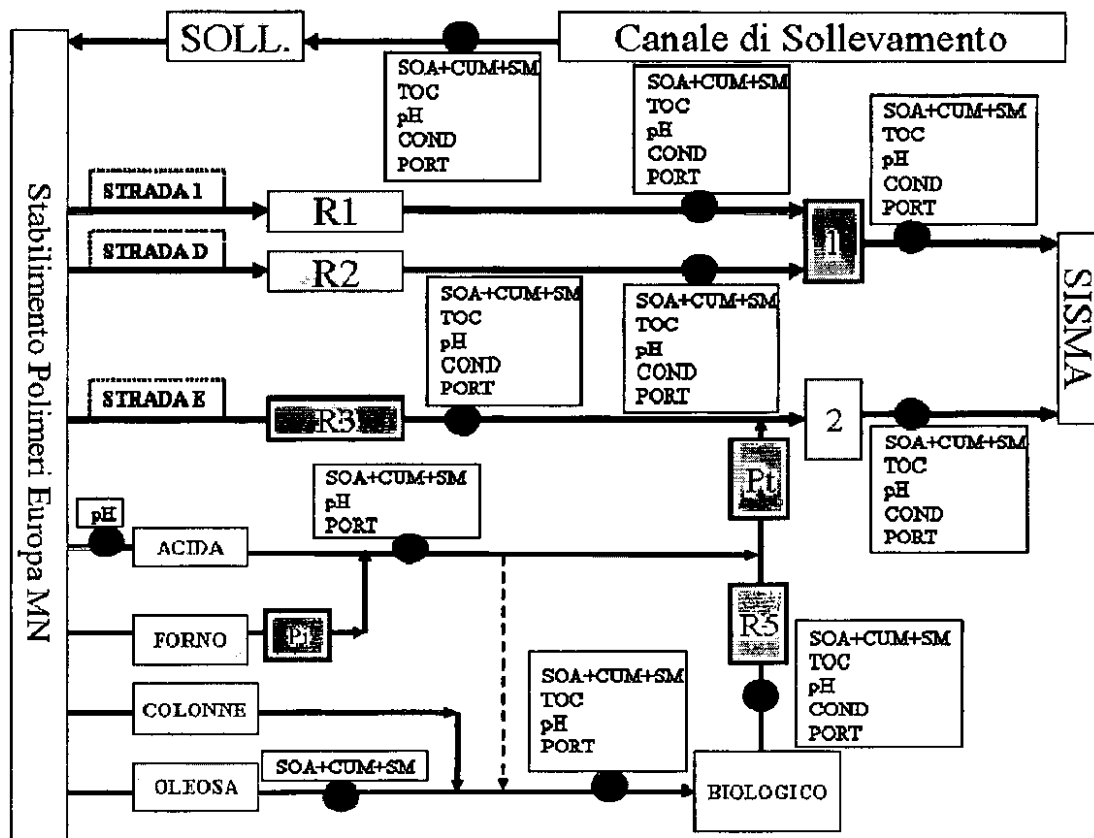 SOLL.
Canale di Sollevamento
SOA+CUM+SM
TOC
pH
COND
PORT
SOA+CUM+SM
TOC
pH
COND
PORT
SOA+CUM+SM
TOC
pH
COND
PORT
Stabilimento Polimeri Europa MN
STRADA 1
R1
1
STRADA D
R2
SISMA
SOA+CUM+SM
TOC
pH
COND
PORT
SOA+CUM+SM
TOC
pH
COND
PORT
STRADA E
R3
2
SOA+CUM+SM
TOC
pH
COND
PORT
Pt
SOA+CUM+SM
pH
PORT
pH
ACIDA
FORNO
R5
SOA+CUM+SM
TOC
pH
COND
PORT
SOA+CUM+SM
TOC
pH
PORT
COLONNE
OLEOSA
SOA+CUM+SM
BIOLOGICO